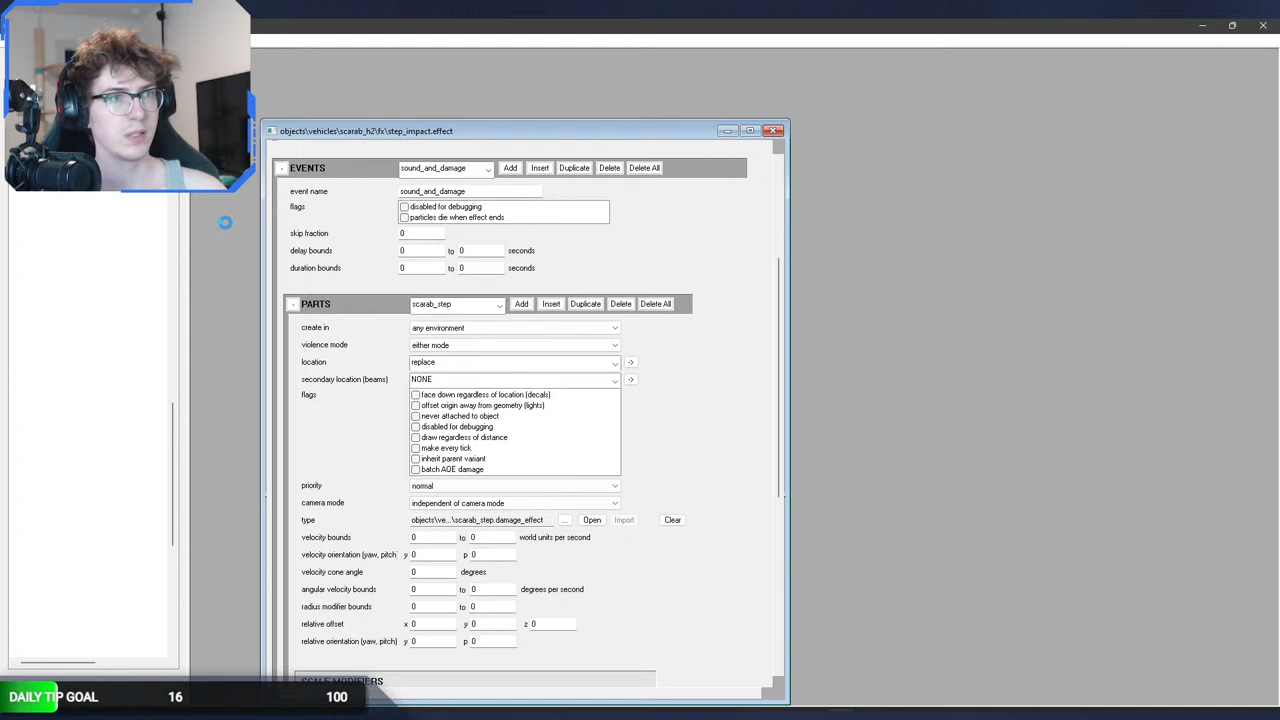 objects\vehicles\scarab_h2\fx\step_impact.effect
- EVENTS sound_and_damage Add Insert Duplicate Delete Delete All
event name sound_and_damage
flags disabled for debugging
particles die when effect ends
skip fraction 0
delay bounds 0 to 0 seconds
duration bounds 0 to 0 seconds
- PARTS scarab_step Add Insert Duplicate Delete Delete All
create in any environment
violence mode either mode
location replace ->
secondary location (beams) NONE ->
flags face down regardless of location (decals)
offset origin away from geometry (lights)
never attached to object
disabled for debugging
draw regardless of distance
make every tick
inherit parent variant
batch AOE damage
priority normal
camera mode independent of camera mode
type objects\ve...\scarab_step.damage_effect ... Open Import Clear
velocity bounds 0 to 0 world units per second
velocity orientation (yaw, pitch) y 0 p 0
velocity cone angle 0 degrees
angular velocity bounds 0 to 0 degrees per second
radius modifier bounds 0 to 0
relative offset x 0 y 0 z 0
relative orientation (yaw, pitch) y 0 p 0
SCALE MODIFIERS
DAILY TIP GOAL 16 100